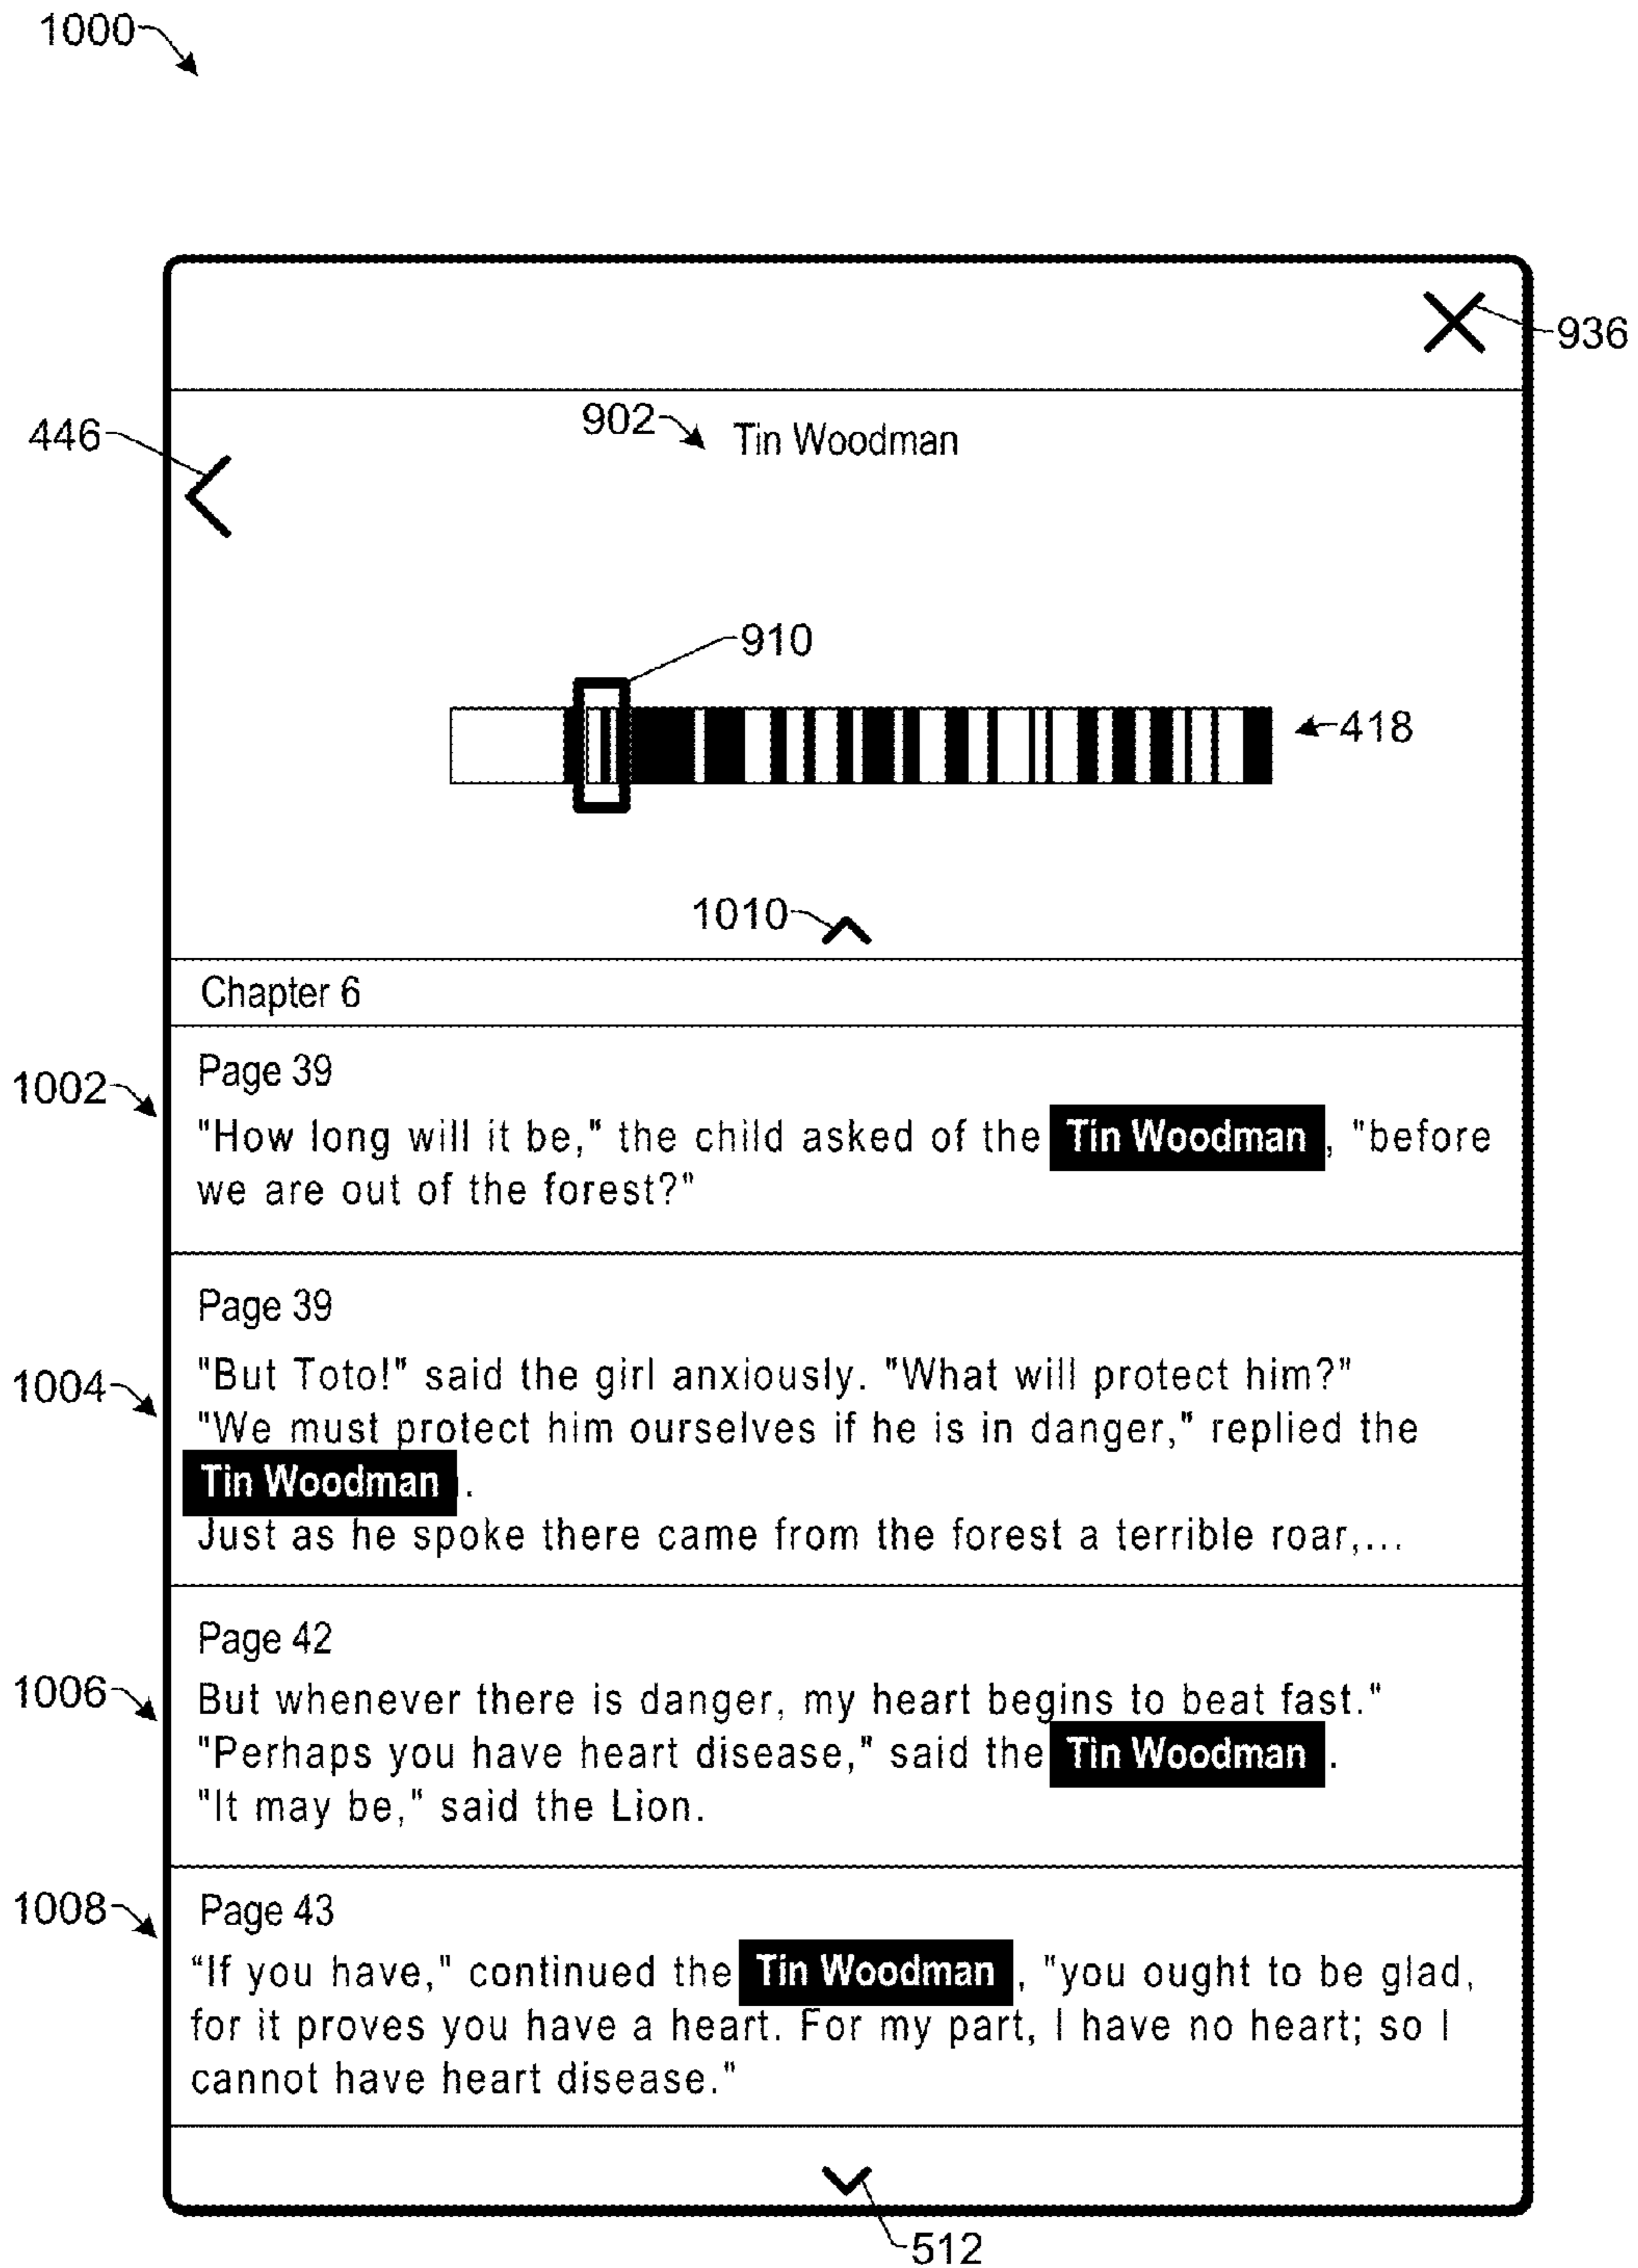 1000
936
902 Tin Woodman
446
910
418
1010
Chapter 6
Page 39
1002
"How long will it be," the child asked of the Tin Woodman, "before
we are out of the forest?"
Page 39
1004
"But Toto!" said the girl anxiously. "What will protect him?"
"We must protect him ourselves if he is in danger," replied the
Tin Woodman.
Just as he spoke there came from the forest a terrible roar,...
Page 42
1006
But whenever there is danger, my heart begins to beat fast."
"Perhaps you have heart disease," said the Tin Woodman.
"It may be," said the Lion.
1008
Page 43
“If you have," continued the Tin Woodman, "you ought to be glad,
for it proves you have a heart. For my part, I have no heart; so I
cannot have heart disease."
512